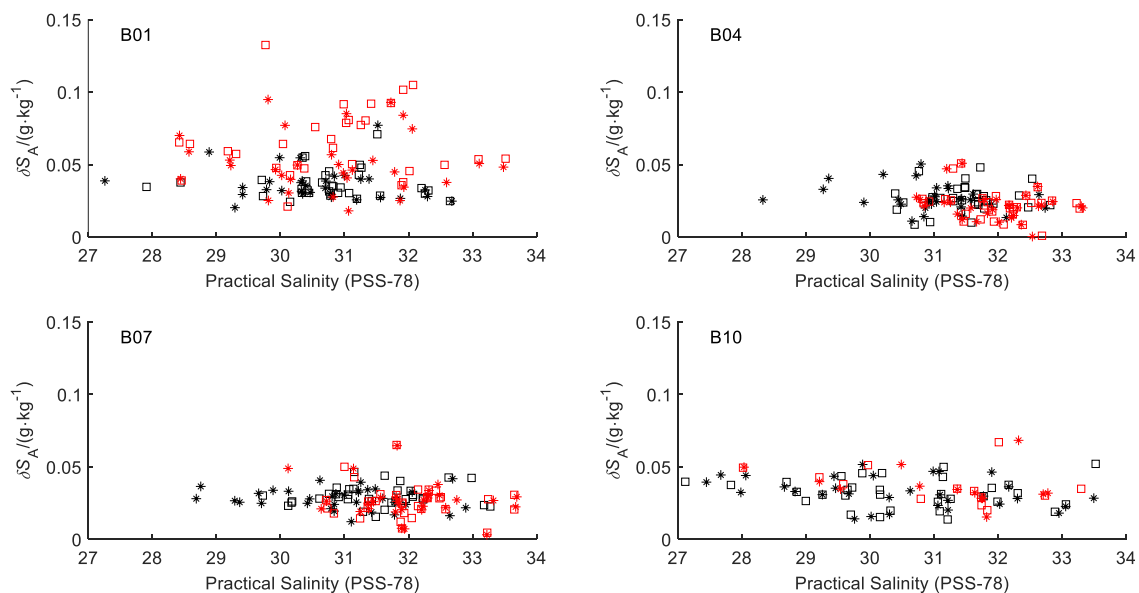 0.15
0.1
0.05
0
δS_A/(g·kg⁻¹)
B01
27 28 29 30 31 32 33 34
Practical Salinity (PSS-78)
0.15
0.1
0.05
0
δS_A/(g·kg⁻¹)
B04
27 28 29 30 31 32 33 34
Practical Salinity (PSS-78)
0.15
0.1
0.05
0
δS_A/(g·kg⁻¹)
B07
27 28 29 30 31 32 33 34
Practical Salinity (PSS-78)
0.15
0.1
0.05
0
δS_A/(g·kg⁻¹)
B10
27 28 29 30 31 32 33 34
Practical Salinity (PSS-78)